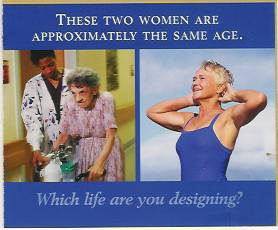 THESE TWO WOMEN ARE
APPROXIMATELY THE SAME AGE.
Which life are you designing?